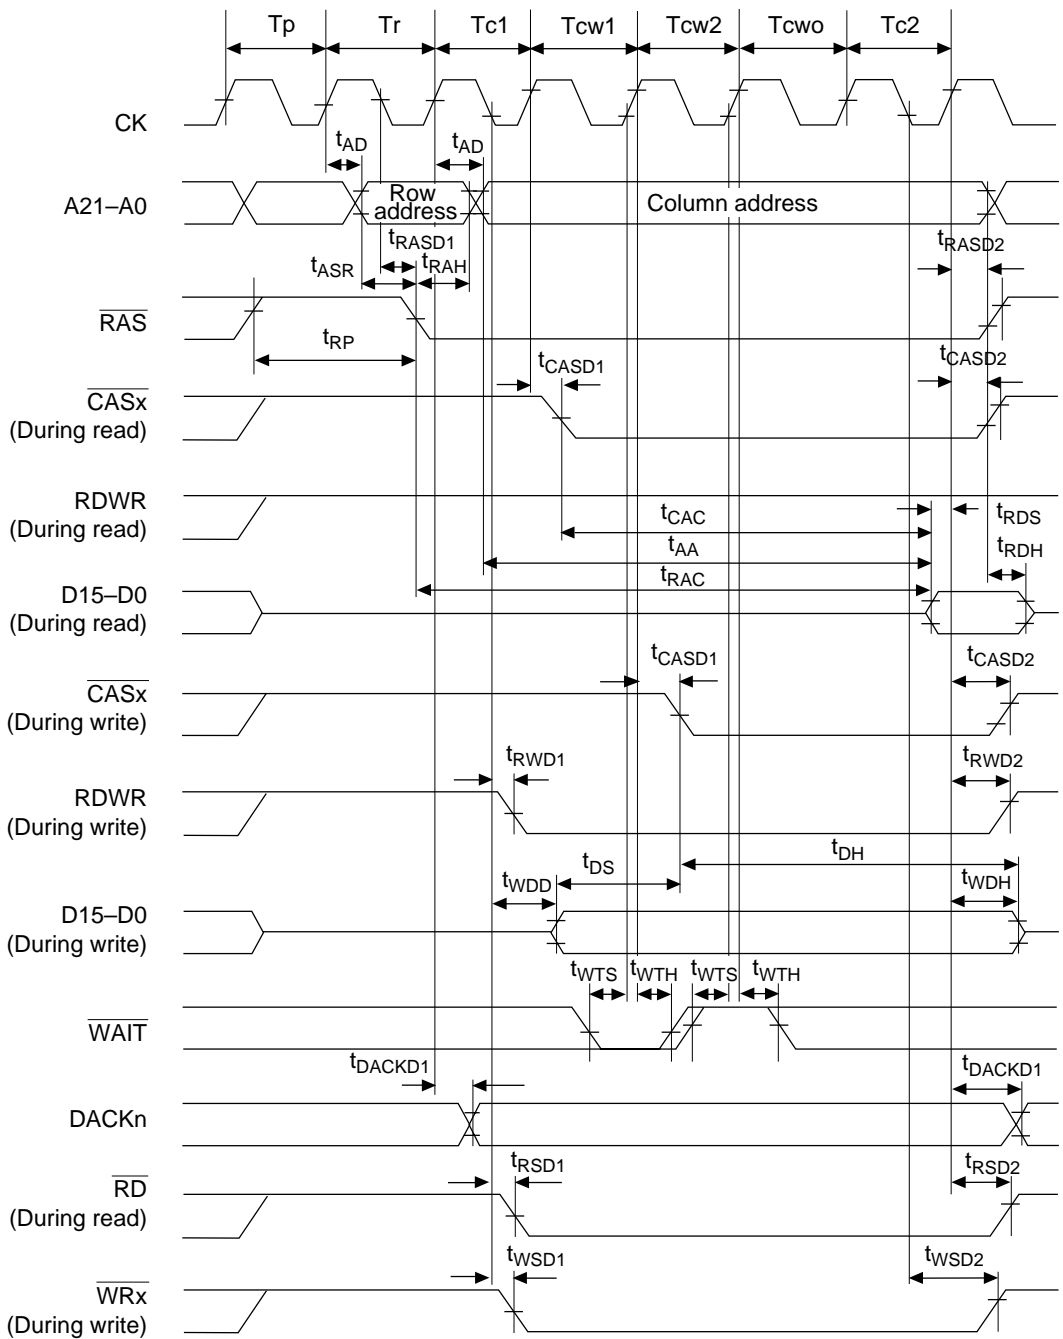 Tp Tr Tc1 Tcw1 Tcw2 Tcwo Tc2
CK
tAD tAD
A21–A0
Row address
Column address
tRASD1 tRASD2
tASR tRAH
RAS
tRP
tCASD1 tCASD2
CASx
(During read)
RDWR
(During read)
tCAC tRDS
tAA tRDH
tRAC
D15–D0
(During read)
tCASD1 tCASD2
CASx
(During write)
tRWD1 tRWD2
RDWR
(During write)
tDS tDH
tWDD tWDH
D15–D0
(During write)
tWTS tWTH tWTS tWTH
WAIT
tDACKD1 tDACKD1
DACKn
tRSD1 tRSD2
RD
(During read)
tWSD1 tWSD2
WRx
(During write)